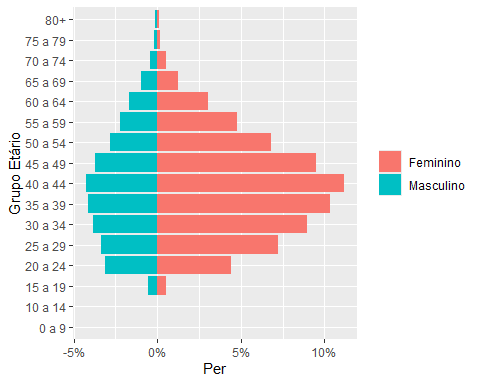 Grupo Etário
80+
75 a 79
70 a 74
65 a 69
60 a 64
55 a 59
50 a 54
45 a 49
40 a 44
35 a 39
30 a 34
25 a 29
20 a 24
15 a 19
10 a 14
0 a 9
-5%
0%
5%
10%
Per
Feminino
Masculino